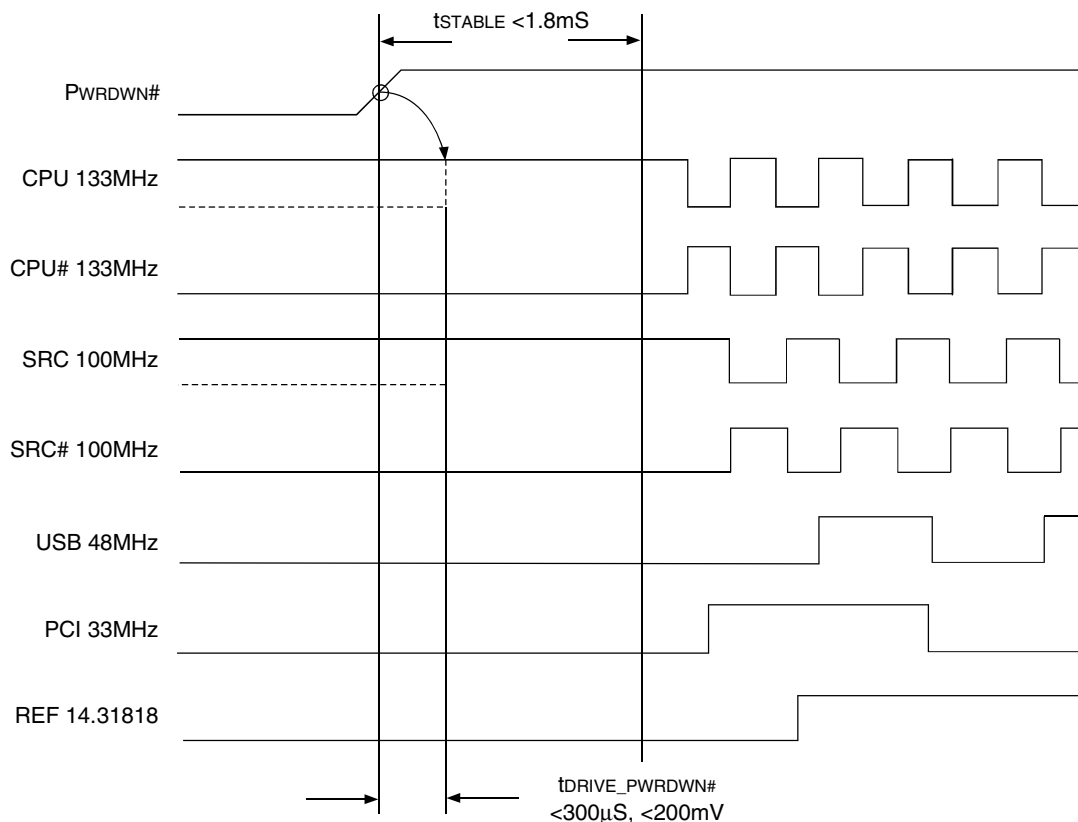 tSTABLE <1.8mS
PWRDWN#
CPU 133MHz
CPU# 133MHz
SRC 100MHz
SRC# 100MHz
USB 48MHz
PCI 33MHz
REF 14.31818
tDRIVE_PWRDWN#
<300μS, <200mV